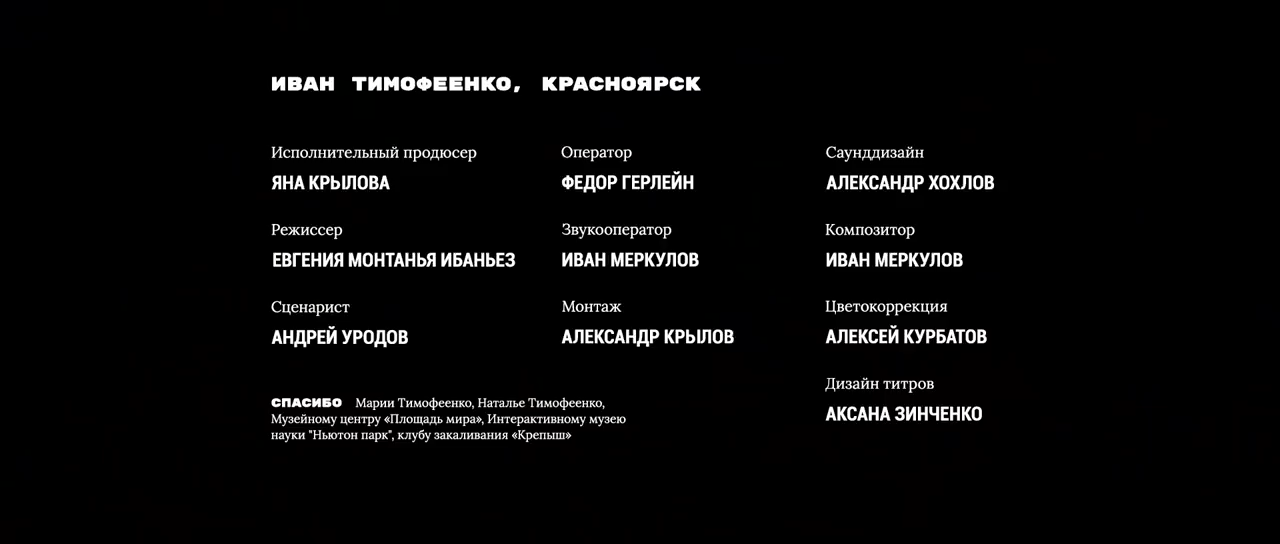 ИВАН ТИМОФЕЕНКО, КРАСНОЯРСК
Исполнительный продюсер
ЯНА КРЫЛОВА
Режиссер
ЕВГЕНИЯ МОНТАНЬЯ ИБАНЬЕЗ
Сценарист
АНДРЕЙ УРОДОВ
Оператор
ФЕДОР ГЕРЛЕЙН
Звукооператор
ИВАН МЕРКУЛОВ
Монтаж
АЛЕКСАНДР КРЫЛОВ
Саунддизайн
АЛЕКСАНДР ХОХЛОВ
Композитор
ИВАН МЕРКУЛОВ
Цветокоррекция
АЛЕКСЕЙ КУРБАТОВ
Дизайн титров
АКСАНА ЗИНЧЕНКО
СПАСИБО Марии Тимофеенко, Наталье Тимофеенко,
Музейному центру «Площадь мира», Интерактивному музею
науки "Ньютон парк", клубу закаливания «Крепыш»